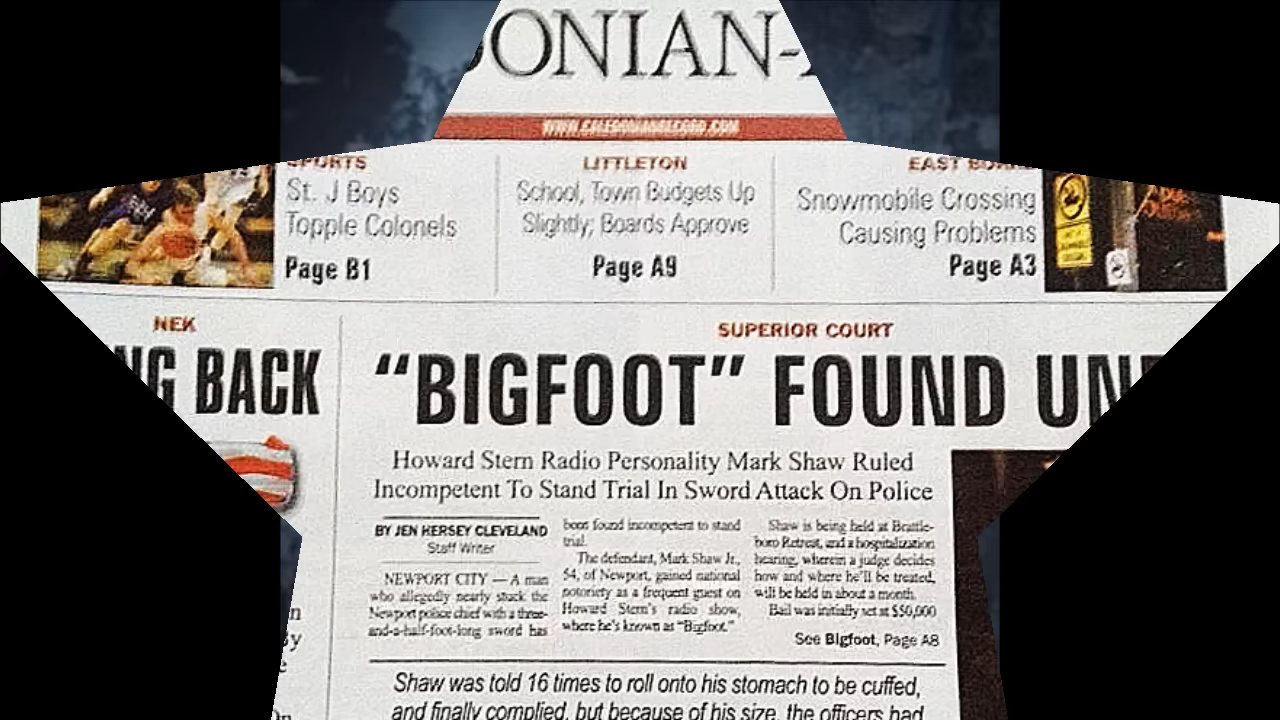 ONIAN-
WWW.CALEDONIANRECORD.COM
SPORTS
St. J Boys
Topple Colonels
Page B1
LITTLETON
School, Town Budgets Up
Slightly; Boards Approve
Page A9
EAST
Snowmobile Crossing
Causing Problems
Page A3
NEK
NG BACK
SUPERIOR COURT
“BIGFOOT” FOUND UN
Howard Stern Radio Personality Mark Shaw Ruled
Incompetent To Stand Trial In Sword Attack On Police
BY JEN HERSEY CLEVELAND
Staff Writer
NEWPORT CITY — A man
who allegedly nearly stuck the
Newport police chief with a three-
and-a-half-foot-long sword has
been found incompetent to stand
trial.
The defendant, Mark Shaw Jr.,
54, of Newport, gained national
notoriety as a frequent guest on
Howard Stern's radio show,
where he's known as "Bigfoot."
Shaw is being held at Brattle-
boro Retreat, and a hospitalization
hearing, wherein a judge decides
how and where he'll be treated,
will be held in about a month.
Bail was initially set at $50,000
See Bigfoot, Page A8
Shaw was told 16 times to roll onto his stomach to be cuffed,
and finally complied, but because of his size, the officers had